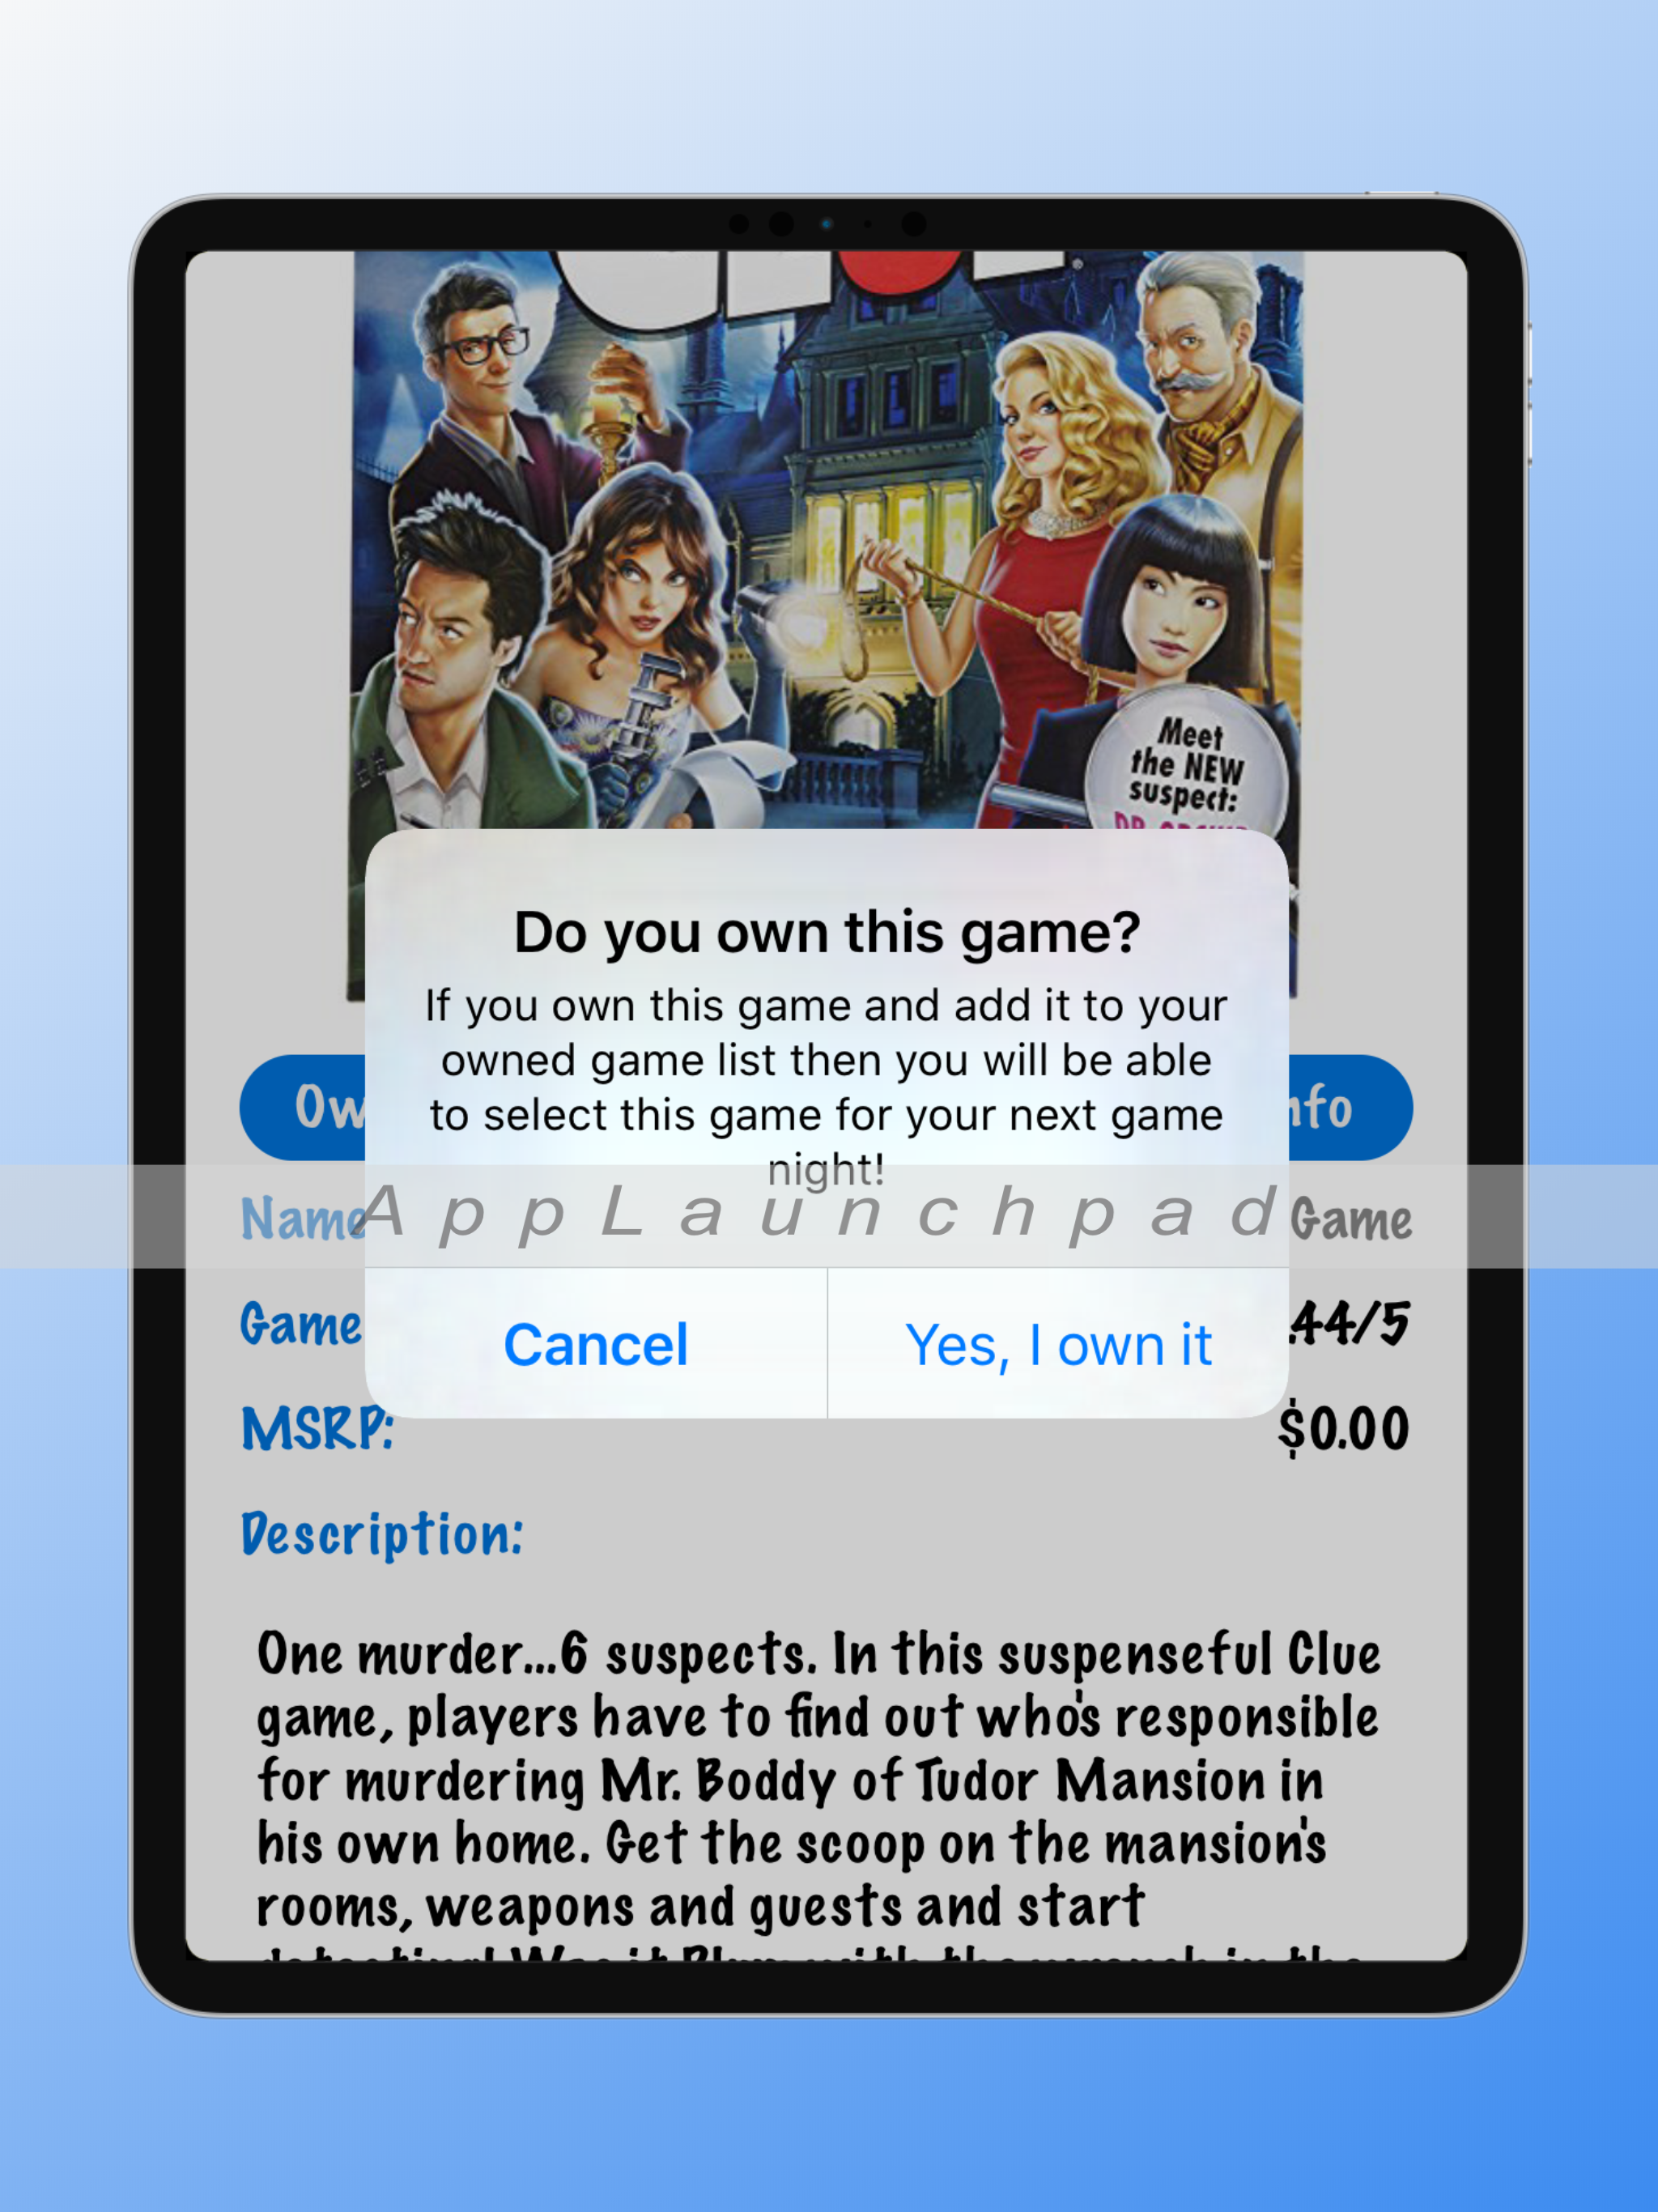 Meet
the NEW
suspect:
Do you own this game?
If you own this game and add it to your
owned game list then you will be able
to select this game for your next game
night!
AppLaunchpad
Name
Game
Game
.44/5
Cancel
Yes, I own it
MSRP:
$0.00
Description:
One murder...6 suspects. In this suspenseful Clue
game, players have to find out who's responsible
for murdering Mr. Boddy of Tudor Mansion in
his own home. Get the scoop on the mansion's
rooms, weapons and guests and start